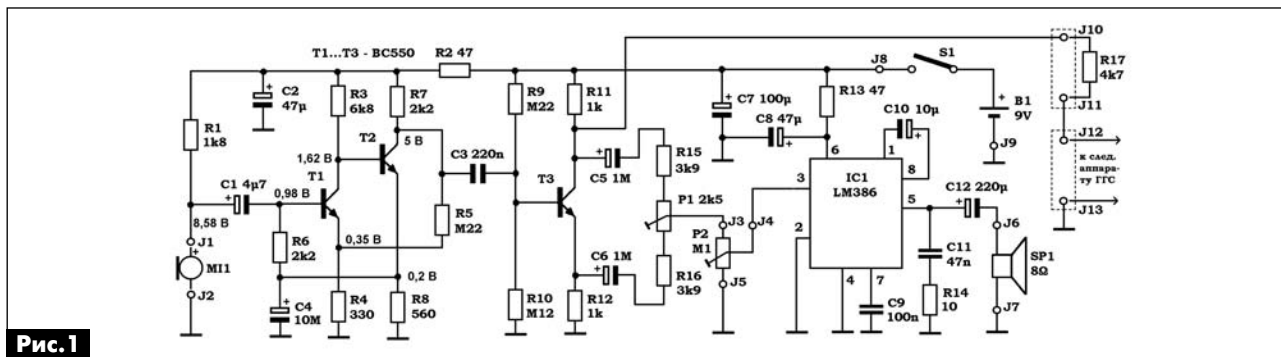 T1...T3 - BC550
R2 47
J10
S1
J8
R17
4k7
C2
47µ
R3
6k8
R7
2k2
R9
M22
R11
1k
C7 100µ
R13 47
C10 10µ
B1
9V
J11
C8 47µ
R1
1k8
T2
5 В
J9
J12
1,62 В
C3 220n
R15
3k9
6
1
к след.
аппара-
ту ГГС
C1 4µ7
0,98 В
T1
T3
C5 1M
IC1
LM386
3
8
C12 220µ
P1 2k5
J3
J4
5
J13
8,58 В
R5
M22
P2
M1
2
J6
J1
R6
2k2
0,35 В
C6 1M
C11
47n
MI1
R16
3k9
SP1
8Ω
J2
0,2 В
J5
4
7
C4
10M
R4
330
R8
560
R10
M12
R12
1k
C9
100n
R14
10
J7
Рис.1